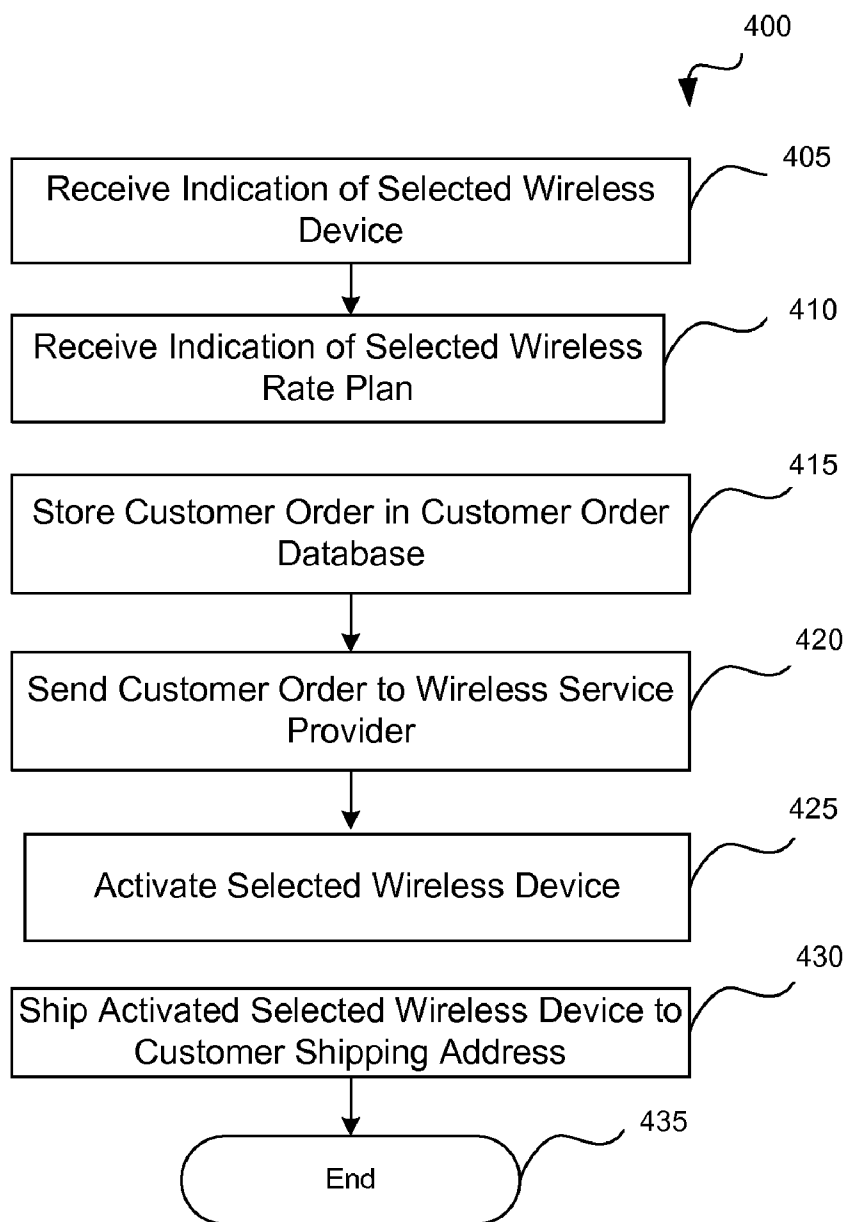 400
405
Receive Indication of Selected Wireless
Device
410
Receive Indication of Selected Wireless
Rate Plan
415
Store Customer Order in Customer Order
Database
420
Send Customer Order to Wireless Service
Provider
425
Activate Selected Wireless Device
430
Ship Activated Selected Wireless Device to
Customer Shipping Address
435
End